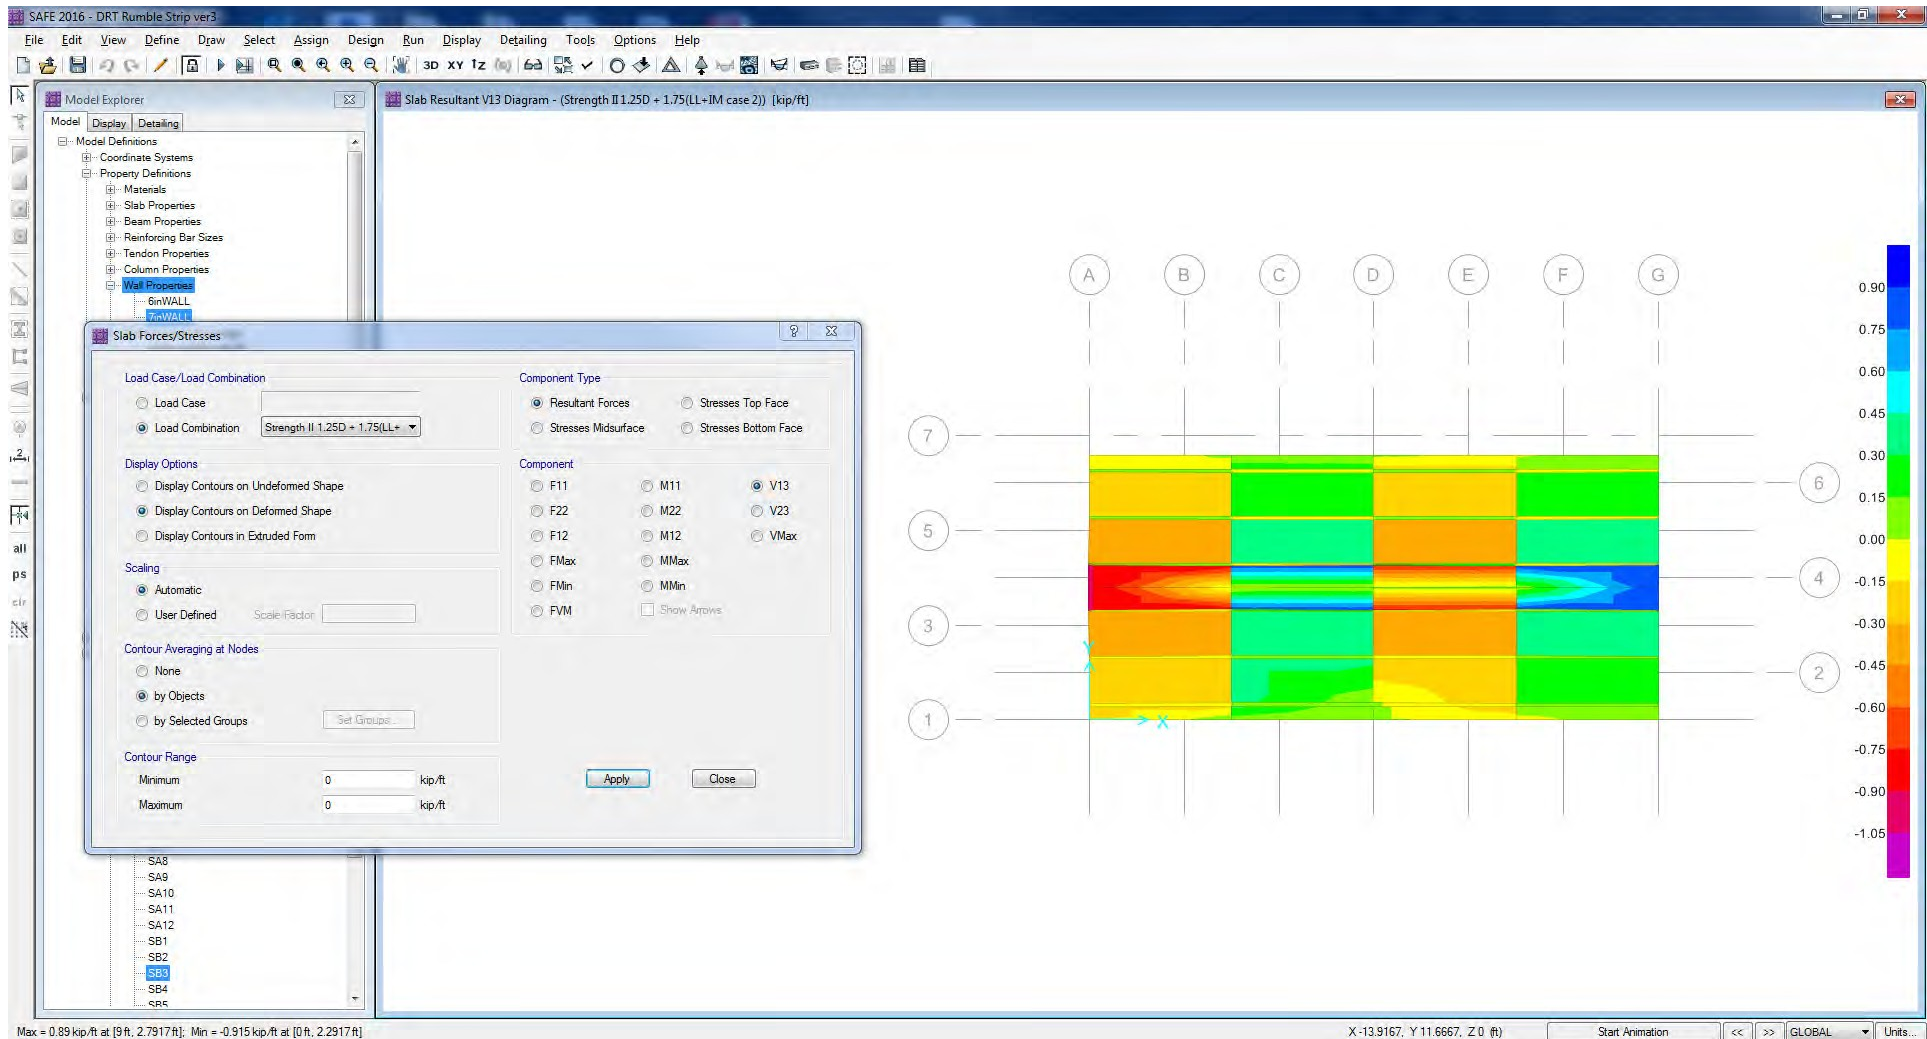 SAFE 2016 - DRT Rumble Strip ver3
File Edit View Define Draw Select Assign Design Run Display Detailing Tools Options Help
3D XY 1z
Model Explorer
Model Display Detailing
Model Definitions
Coordinate Systems
Property Definitions
Materials
Slab Properties
Beam Properties
Reinforcing Bar Sizes
Tendon Properties
Column Properties
Wall Properties
6inWALL
7inWALL
all
ps
clr
2
Slab Forces/Stresses
Load Case/Load Combination
Load Case
Load Combination Strength II 1.25D + 1.75(LL+
Display Options
Display Contours on Undeformed Shape
Display Contours on Deformed Shape
Display Contours in Extruded Form
Scaling
Automatic
User Defined Scale Factor
Contour Averaging at Nodes
None
by Objects
by Selected Groups Set Groups...
Contour Range
Minimum 0 kip/ft
Maximum 0 kip/ft
Component Type
Resultant Forces Stresses Top Face
Stresses Midsurface Stresses Bottom Face
Component
F11 M11 V13
F22 M22 V23
F12 M12 VMax
FMax MMax
FMin MMin
FVM Show Arrows
Apply Close
SA8
SA9
SA10
SA11
SA12
SB1
SB2
SB3
SB4
SB5
Slab Resultant V13 Diagram - (Strength II 1.25D + 1.75(LL+IM case 2)) [kip/ft]
A B C D E F G
7
6
5
4
3
2
1
Y
X
0.90
0.75
0.60
0.45
0.30
0.15
0.00
-0.15
-0.30
-0.45
-0.60
-0.75
-0.90
-1.05
Max = 0.89 kip/ft at [9 ft, 2.7917 ft]; Min = -0.915 kip/ft at [0 ft, 2.2917 ft]
X -13.9167, Y 11.6667, Z 0 (ft) Start Animation << >> GLOBAL Units...